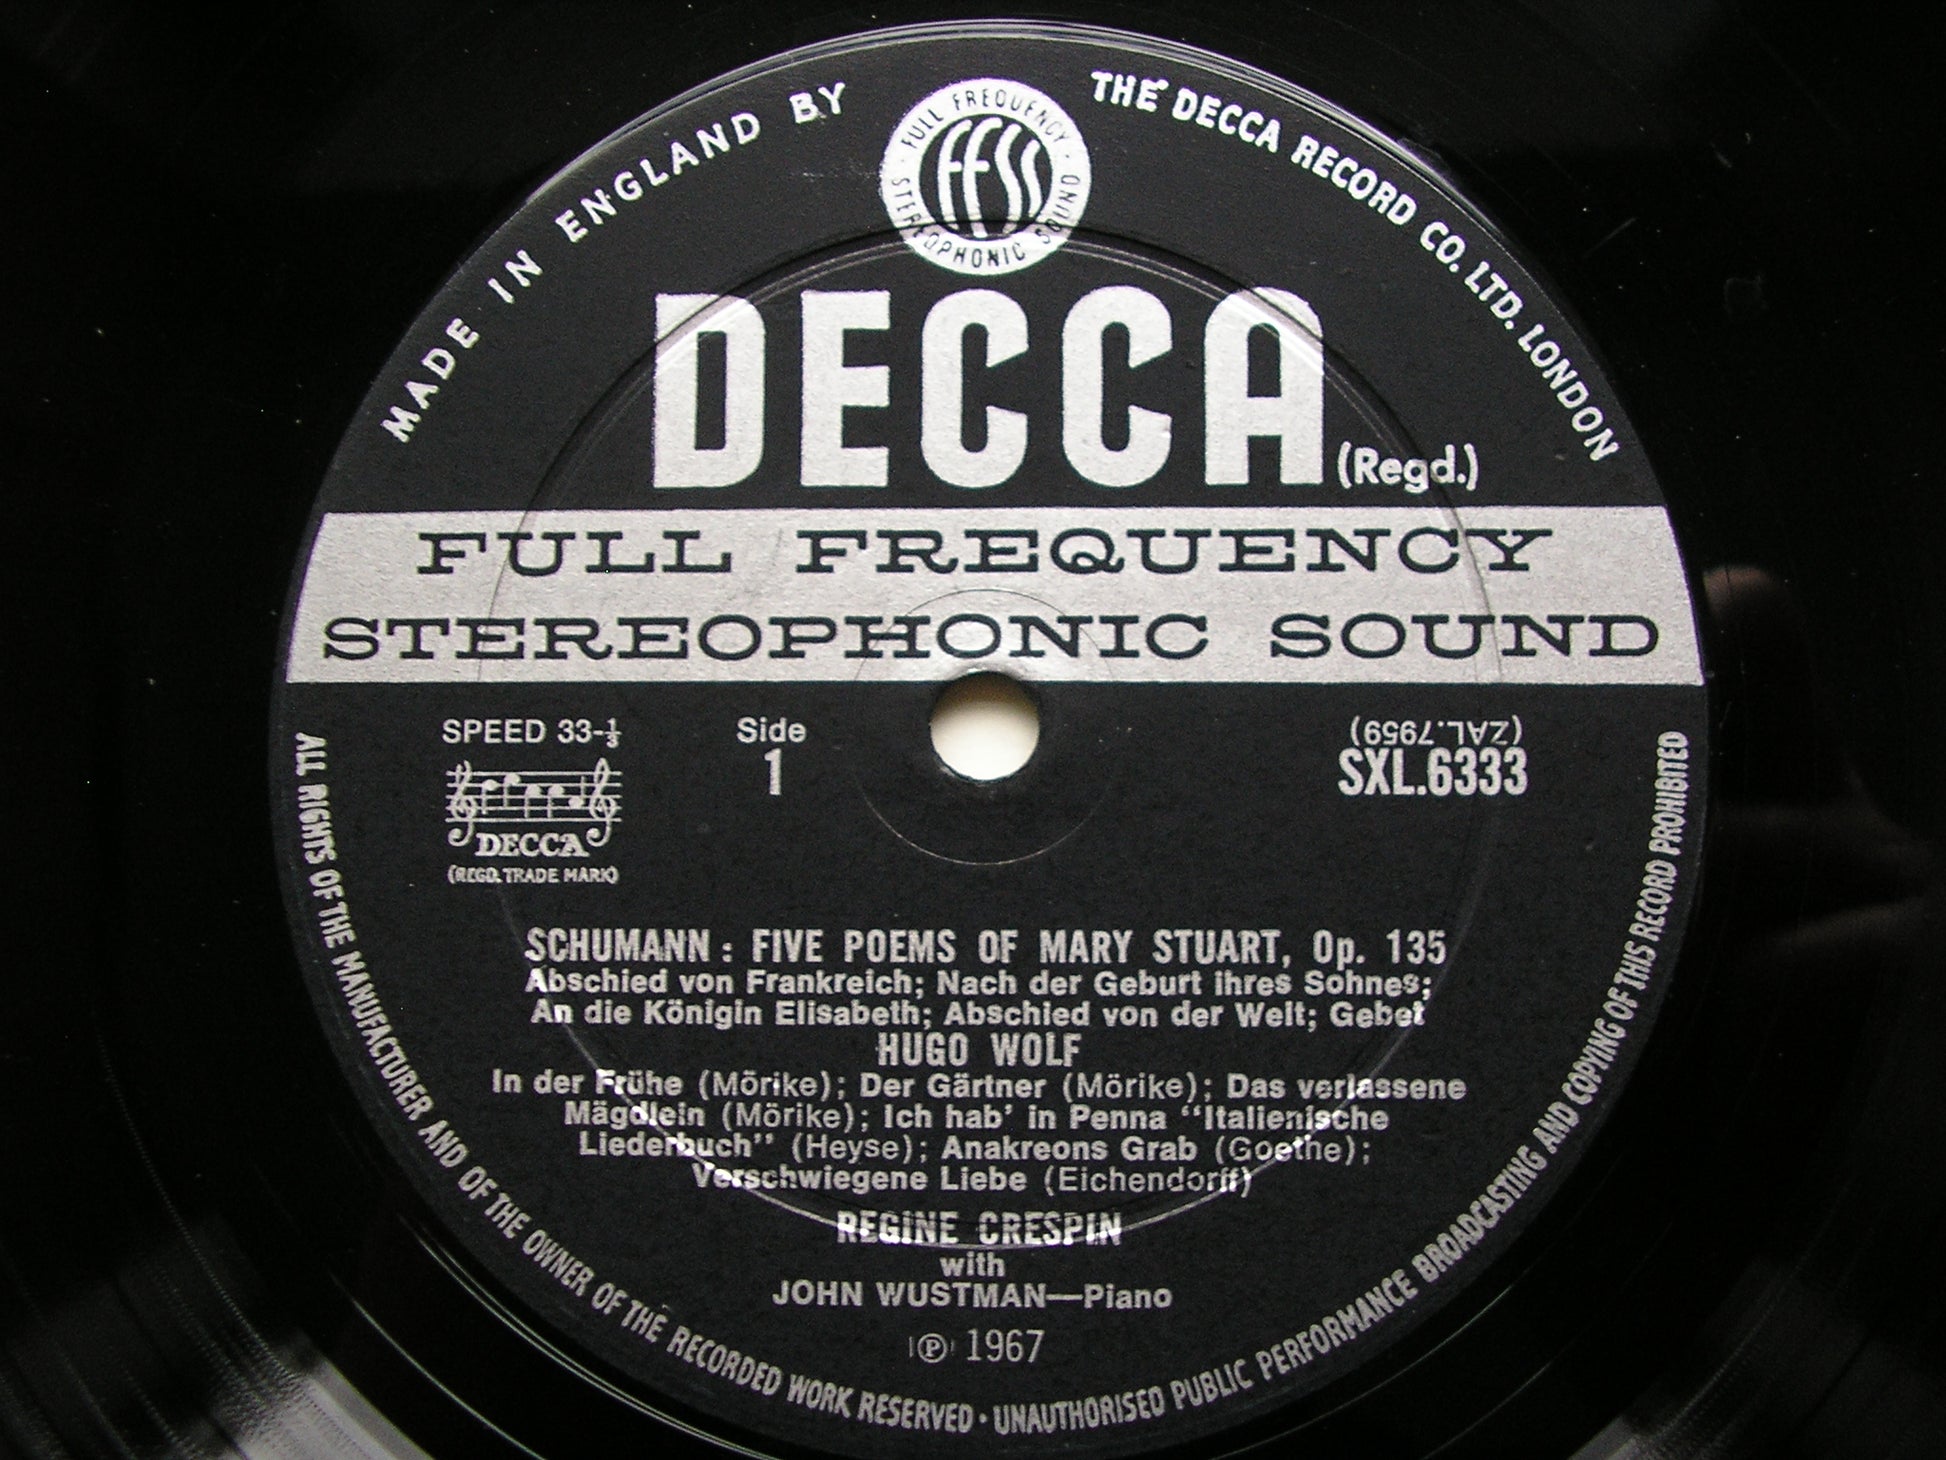 MADE IN ENGLAND BY
THE DECCA RECORD CO. LTD. LONDON
FULL FREQUENCY
FFSS
STEREOPHONIC SOUND
DECCA (Regd.)
FULL FREQUENCY
STEREOPHONIC SOUND
SPEED 33-⅓
Side
1
(ZAL.7959)
SXL.6333
DECCA
(REGD. TRADE MARK)
SCHUMANN : FIVE POEMS OF MARY STUART, Op. 135
Abschied von Frankreich; Nach der Geburt ihres Sohnes;
An die Königin Elisabeth; Abschied von der Welt; Gebet
HUGO WOLF
In der Frühe (Mörike); Der Gärtner (Mörike); Das verlassene
Mägdlein (Mörike); Ich hab' in Penna “Italienische
Liederbuch” (Heyse); Anakreons Grab (Goethe);
Verschwiegene Liebe (Eichendorff)
REGINE CRESPIN
with
JOHN WUSTMAN—Piano
℗ 1967
ALL RIGHTS OF THE MANUFACTURER AND OF THE OWNER OF THE RECORDED WORK RESERVED · UNAUTHORISED PUBLIC PERFORMANCE BROADCASTING AND COPYING OF THIS RECORD PROHIBITED